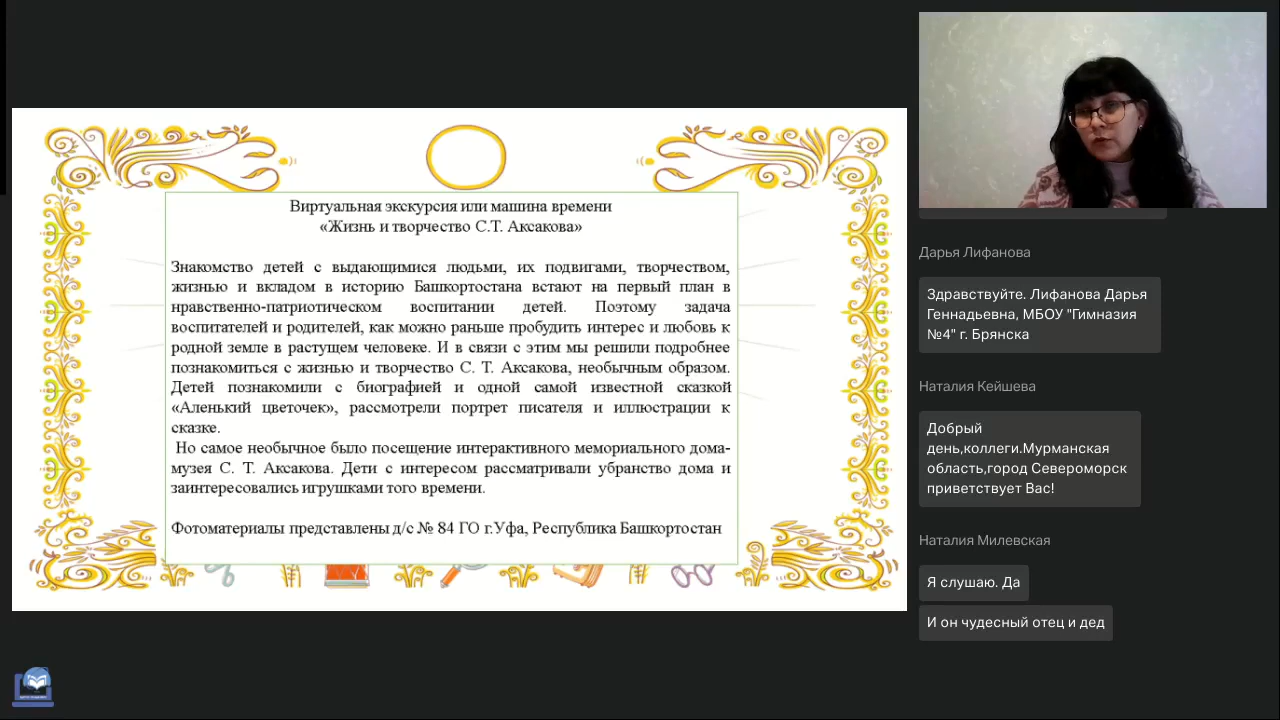 Виртуальная экскурсия или машина времени
«Жизнь и творчество С.Т. Аксакова»
Знакомство детей с выдающимися людьми, их подвигами, творчеством,
жизнью и вкладом в историю Башкортостана встают на первый план в
нравственно-патриотическом воспитании детей. Поэтому задача
воспитателей и родителей, как можно раньше пробудить интерес и любовь к
родной земле в растущем человеке. И в связи с этим мы решили подробнее
познакомиться с жизнью и творчество С. Т. Аксакова, необычным образом.
Детей познакомили с биографией и одной самой известной сказкой
«Аленький цветочек», рассмотрели портрет писателя и иллюстрации к
сказке.
Но самое необычное было посещение интерактивного мемориального дома-
музея С. Т. Аксакова. Дети с интересом рассматривали убранство дома и
заинтересовались игрушками того времени.
Фотоматериалы представлены д/с № 84 ГО г.Уфа, Республика Башкортостан
Дарья Лифанова
Здравствуйте. Лифанова Дарья
Геннадьевна, МБОУ "Гимназия
№4" г. Брянска
Наталия Кейшева
Добрый
день,коллеги.Мурманская
область,город Североморск
приветствует Вас!
Наталия Милевская
Я слушаю. Да
И он чудесный отец и дед